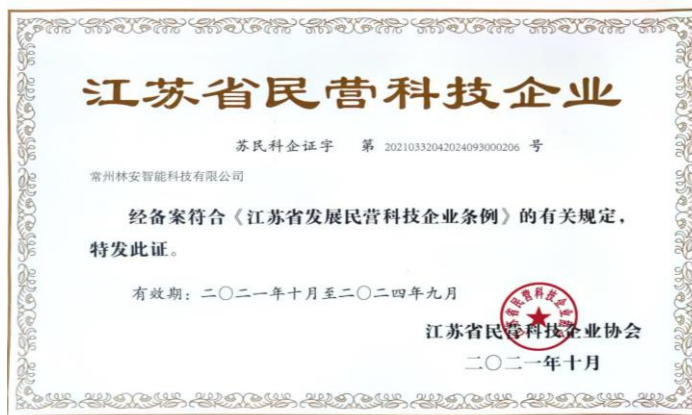 江苏省民营科技企业
苏民科企证字 第 20210332042024093000206 号
常州林安智能科技有限公司
经备案符合《江苏省发展民营科技企业条例》的有关规定，
特发此证。
有效期：二〇二一年十月至二〇二四年九月
江苏省民营科技企业协会
二〇二一年十月